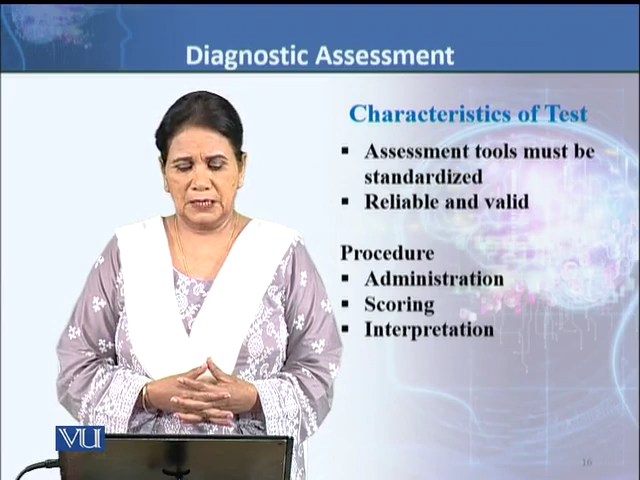 Diagnostic Assessment
Characteristics of Test
▪ Assessment tools must be
standardized
▪ Reliable and valid
Procedure
▪ Administration
▪ Scoring
▪ Interpretation
VU
16